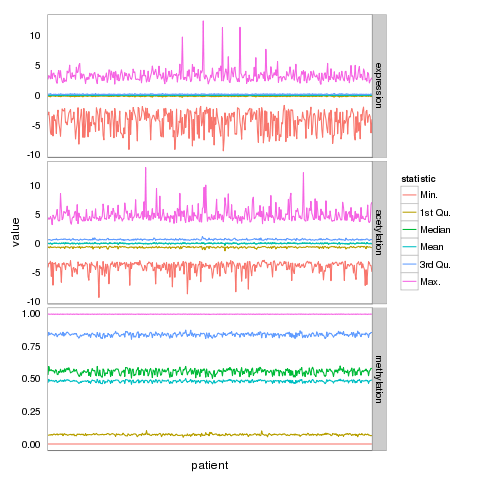 10
5
0
-5
-10
expression
10
5
0
-5
-10
acetylation
1.00
0.75
0.50
0.25
0.00
methylation
value
patient
statistic
Min.
1st Qu.
Median
Mean
3rd Qu.
Max.